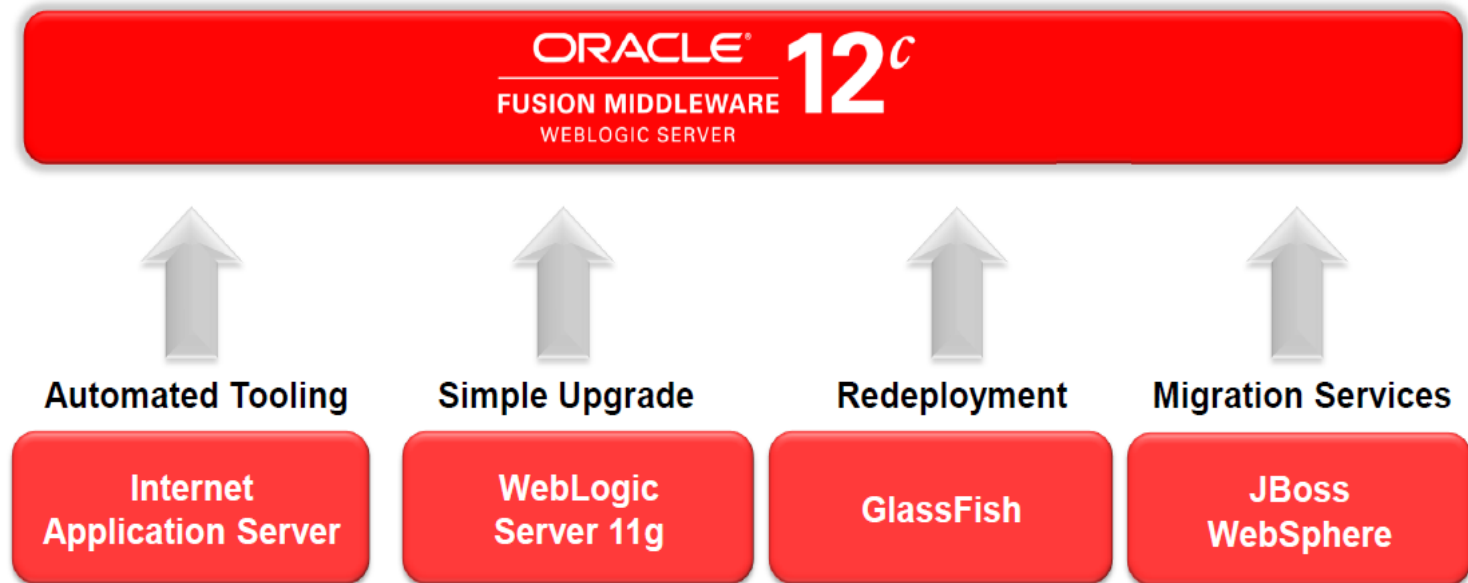 ORACLE®
12c
FUSION MIDDLEWARE
WEBLOGIC SERVER
Automated Tooling
Simple Upgrade
Redeployment
Migration Services
Internet
Application Server
WebLogic
Server 11g
GlassFish
JBoss
WebSphere